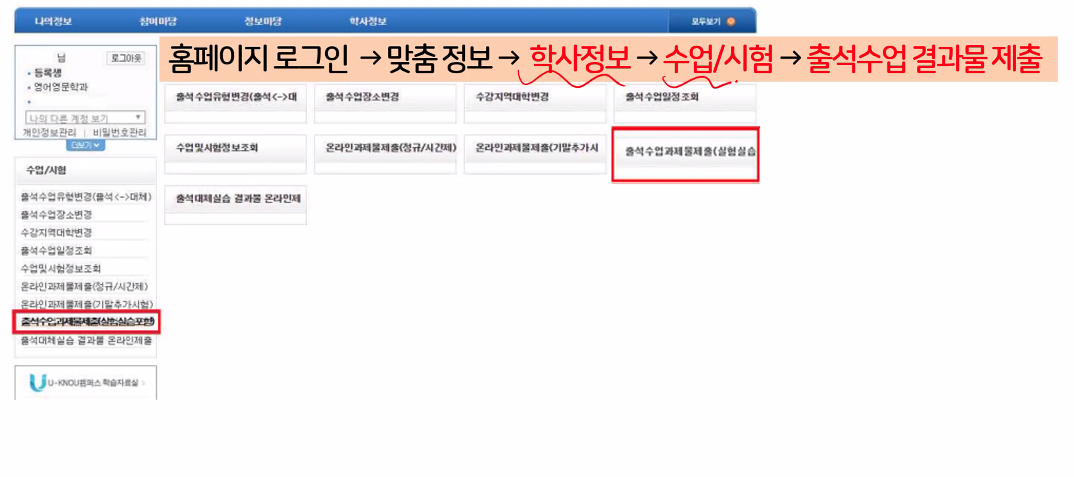 나의정보 참여마당 정보마당 학사정보 모두보기
홈페이지 로그인 → 맞춤 정보 → 학사정보 → 수업/시험 → 출석수업 결과물 제출
님 로그아웃
등록생
영어영문학과
나의 다른 계정 보기
개인정보관리 | 비밀번호관리
더보기
수업/시험
출석수업유형변경(출석<->대체)
출석수업장소변경
수강지역대학변경
출석수업일정조회
수업및시험정보조회
온라인과제물제출(정규/시간제)
온라인과제물제출(기말추가시험)
출석수업과제물제출(실험실습포함)
출석대체실습 결과물 온라인제출
U-KNOU캠퍼스 학습자료실
출석수업유형변경(출석<->대 출석수업장소변경 수강지역대학변경 출석수업일정조회
수업및시험정보조회 온라인과제물제출(정규/시간제) 온라인과제물제출(기말추가시 출석수업과제물제출(실험실습
출석대체실습 결과물 온라인제